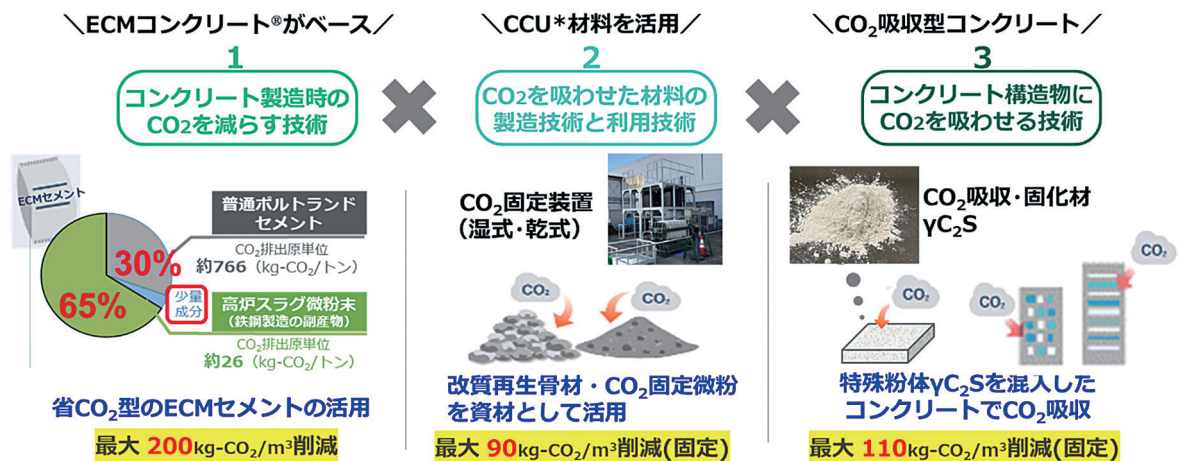 ＼ECMコンクリート®がベース／
1
コンクリート製造時の
CO₂を減らす技術
ECMセメント
普通ポルトランド
セメント
CO₂排出原単位
約766（kg-CO₂/トン）
30%
65%
少量
成分
高炉スラグ微粉末
（鉄鋼製造の副産物）
CO₂排出原単位
約26（kg-CO₂/トン）
省CO₂型のECMセメントの活用
最大 200kg-CO₂/m³削減
＼CCU*材料を活用／
2
CO₂を吸わせた材料の
製造技術と利用技術
CO₂固定装置
（湿式・乾式）
CO₂
CO₂
改質再生骨材・CO₂固定微粉
を資材として活用
最大 90kg-CO₂/m³削減(固定)
＼CO₂吸収型コンクリート／
3
コンクリート構造物に
CO₂を吸わせる技術
CO₂吸収・固化材
γC₂S
CO₂
CO₂
CO₂
特殊粉体γC₂Sを混入した
コンクリートでCO₂吸収
最大 110kg-CO₂/m³削減(固定)